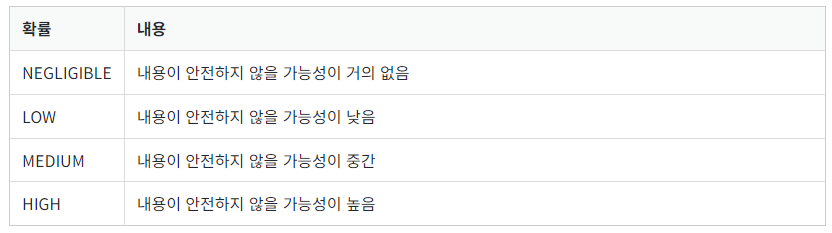 확률 내용
NEGLIGIBLE 내용이 안전하지 않을 가능성이 거의 없음
LOW 내용이 안전하지 않을 가능성이 낮음
MEDIUM 내용이 안전하지 않을 가능성이 중간
HIGH 내용이 안전하지 않을 가능성이 높음